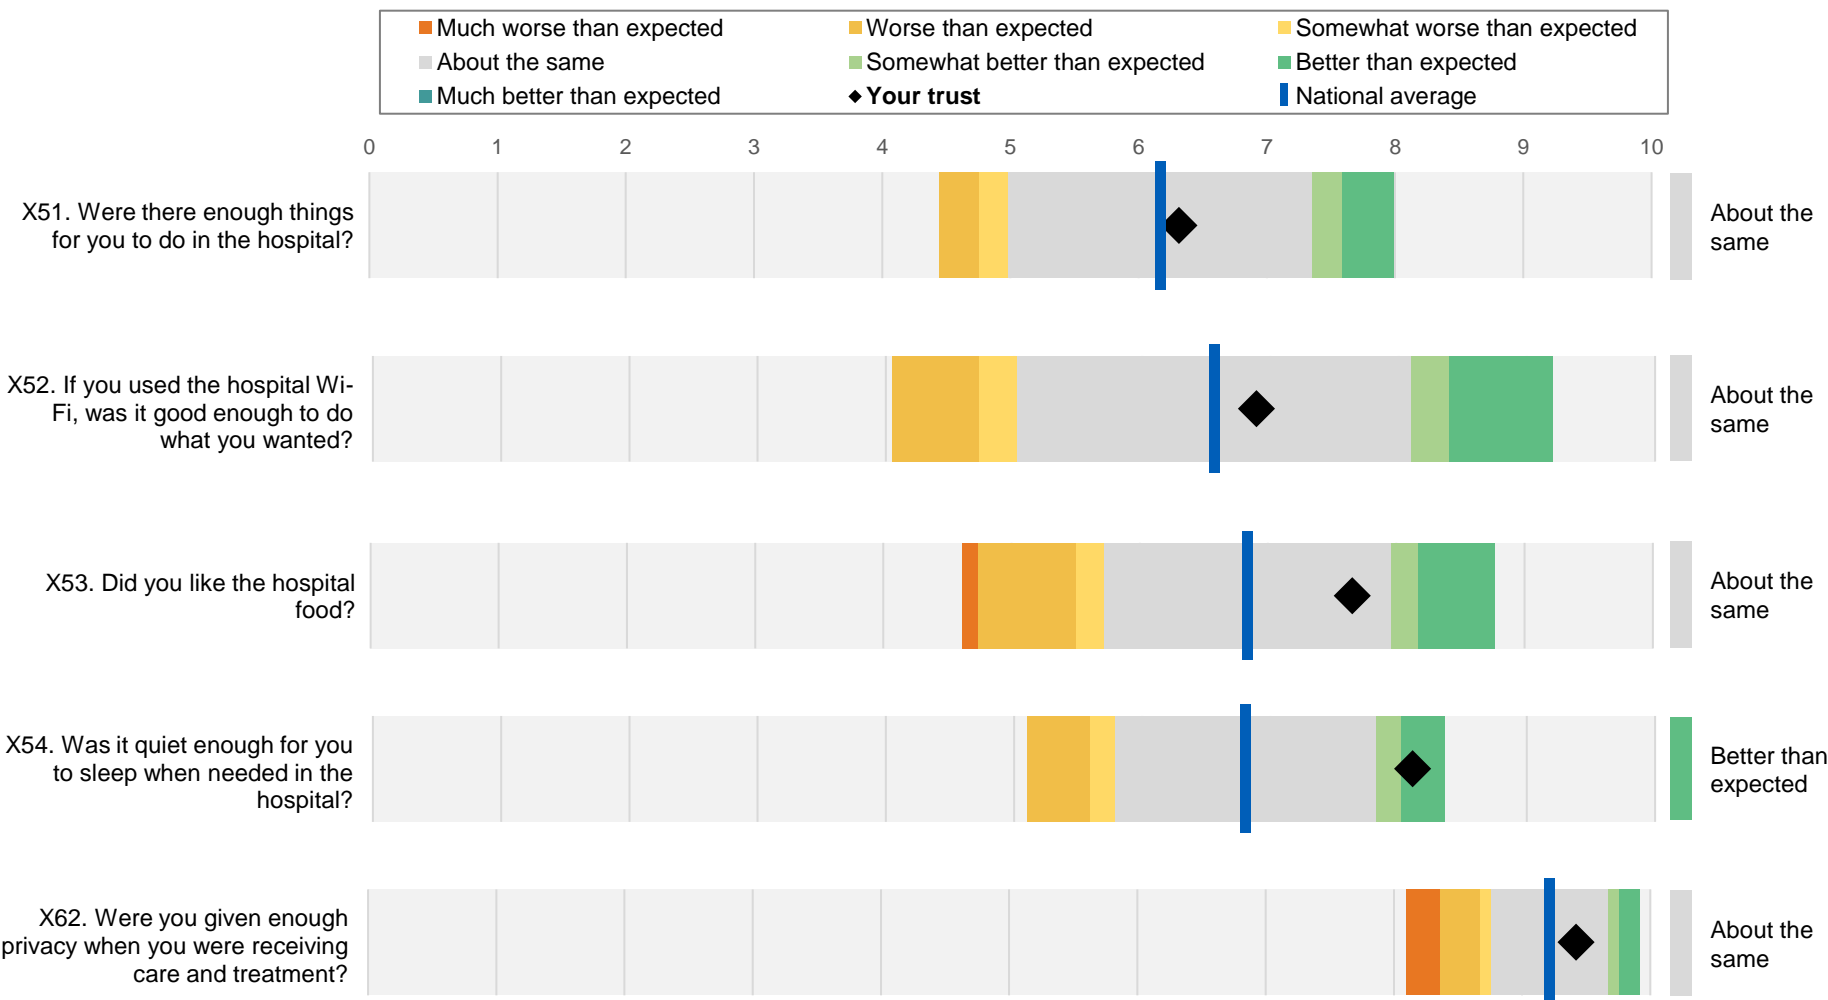 Much worse than expected
Worse than expected
Somewhat worse than expected
About the same
Somewhat better than expected
Better than expected
Much better than expected
Your trust
National average
0 1 2 3 4 5 6 7 8 9 10
X51. Were there enough things
for you to do in the hospital?
About the
same
X52. If you used the hospital Wi-
Fi, was it good enough to do
what you wanted?
About the
same
X53. Did you like the hospital
food?
About the
same
X54. Was it quiet enough for you
to sleep when needed in the
hospital?
Better than
expected
X62. Were you given enough
privacy when you were receiving
care and treatment?
About the
same